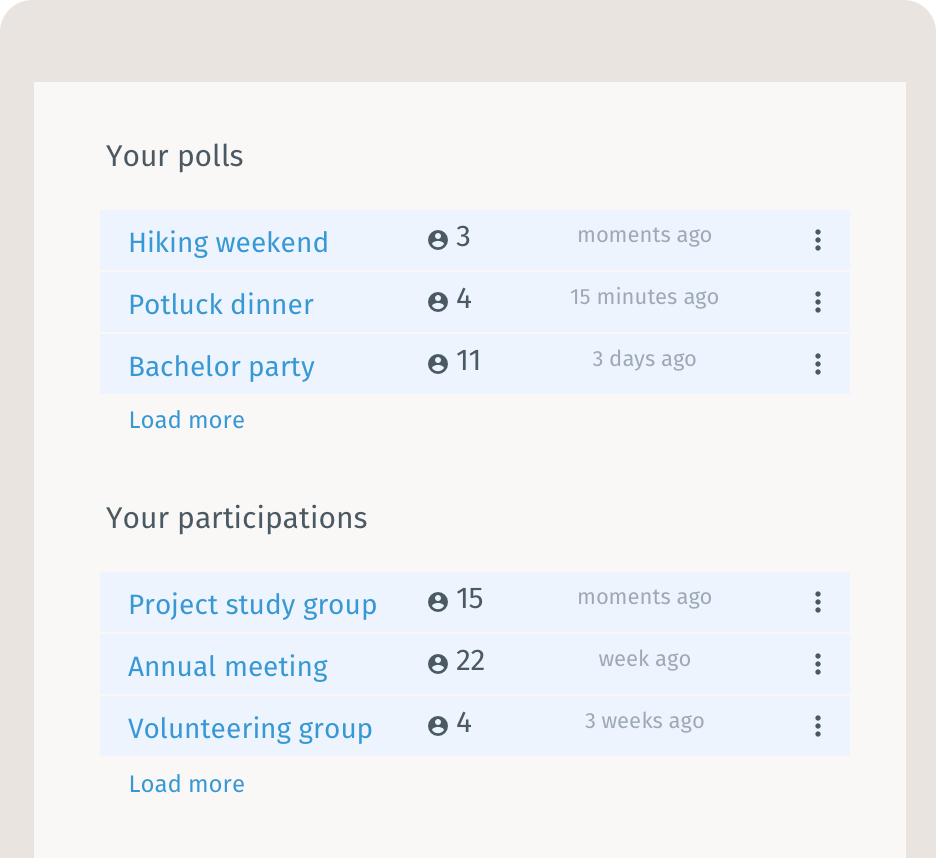 Your polls
Hiking weekend 3 moments ago
Potluck dinner 4 15 minutes ago
Bachelor party 11 3 days ago
Load more
Your participations
Project study group 15 moments ago
Annual meeting 22 week ago
Volunteering group 4 3 weeks ago
Load more